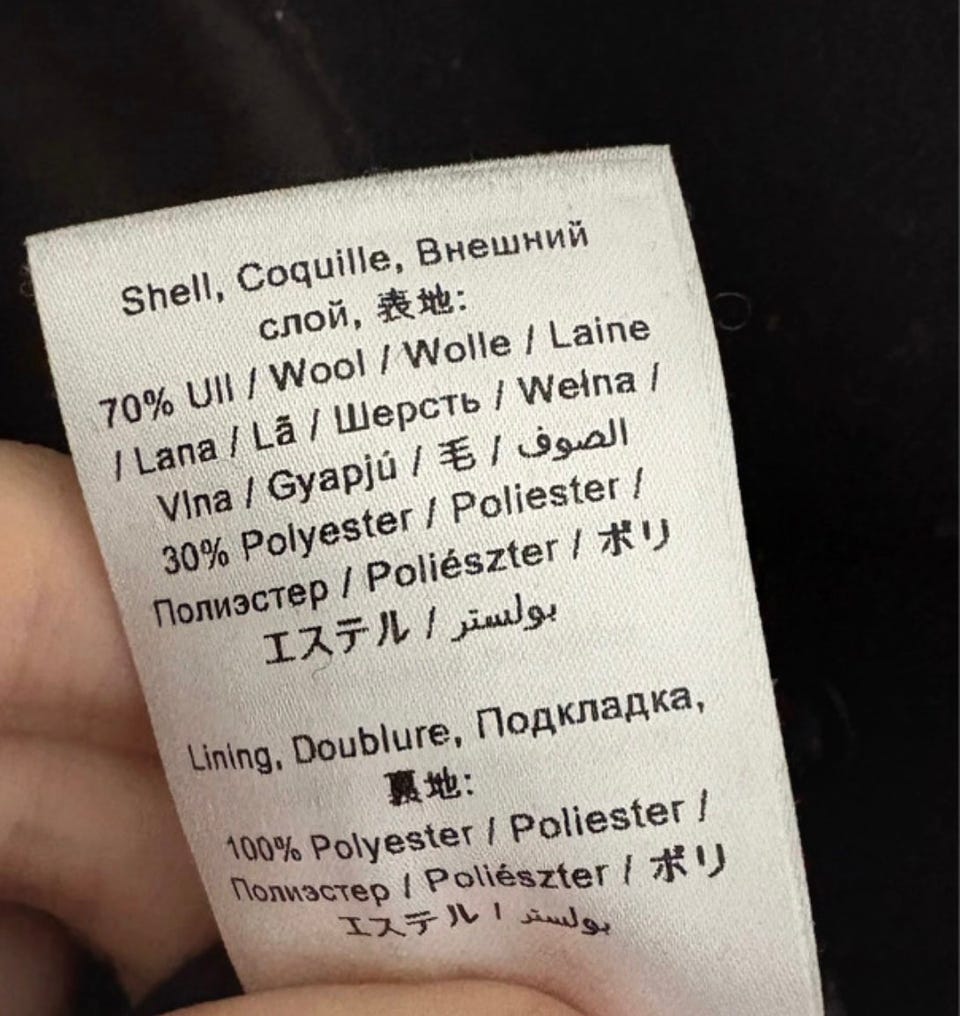 Shell, Coquille, Внешний
слой, 表地:
70% Ull / Wool / Wolle / Laine
/ Lana / Lã / Шерсть / Wełna /
Vlna / Gyapjú / 毛 / الصوف
30% Polyester / Poliester /
Полиэстер / Poliészter / ポリ
エステル / بولستر
Lining, Doublure, Подкладка,
裏地:
100% Polyester / Poliester /
Полиэстер / Poliészter / ポリ
エステル / بولستر